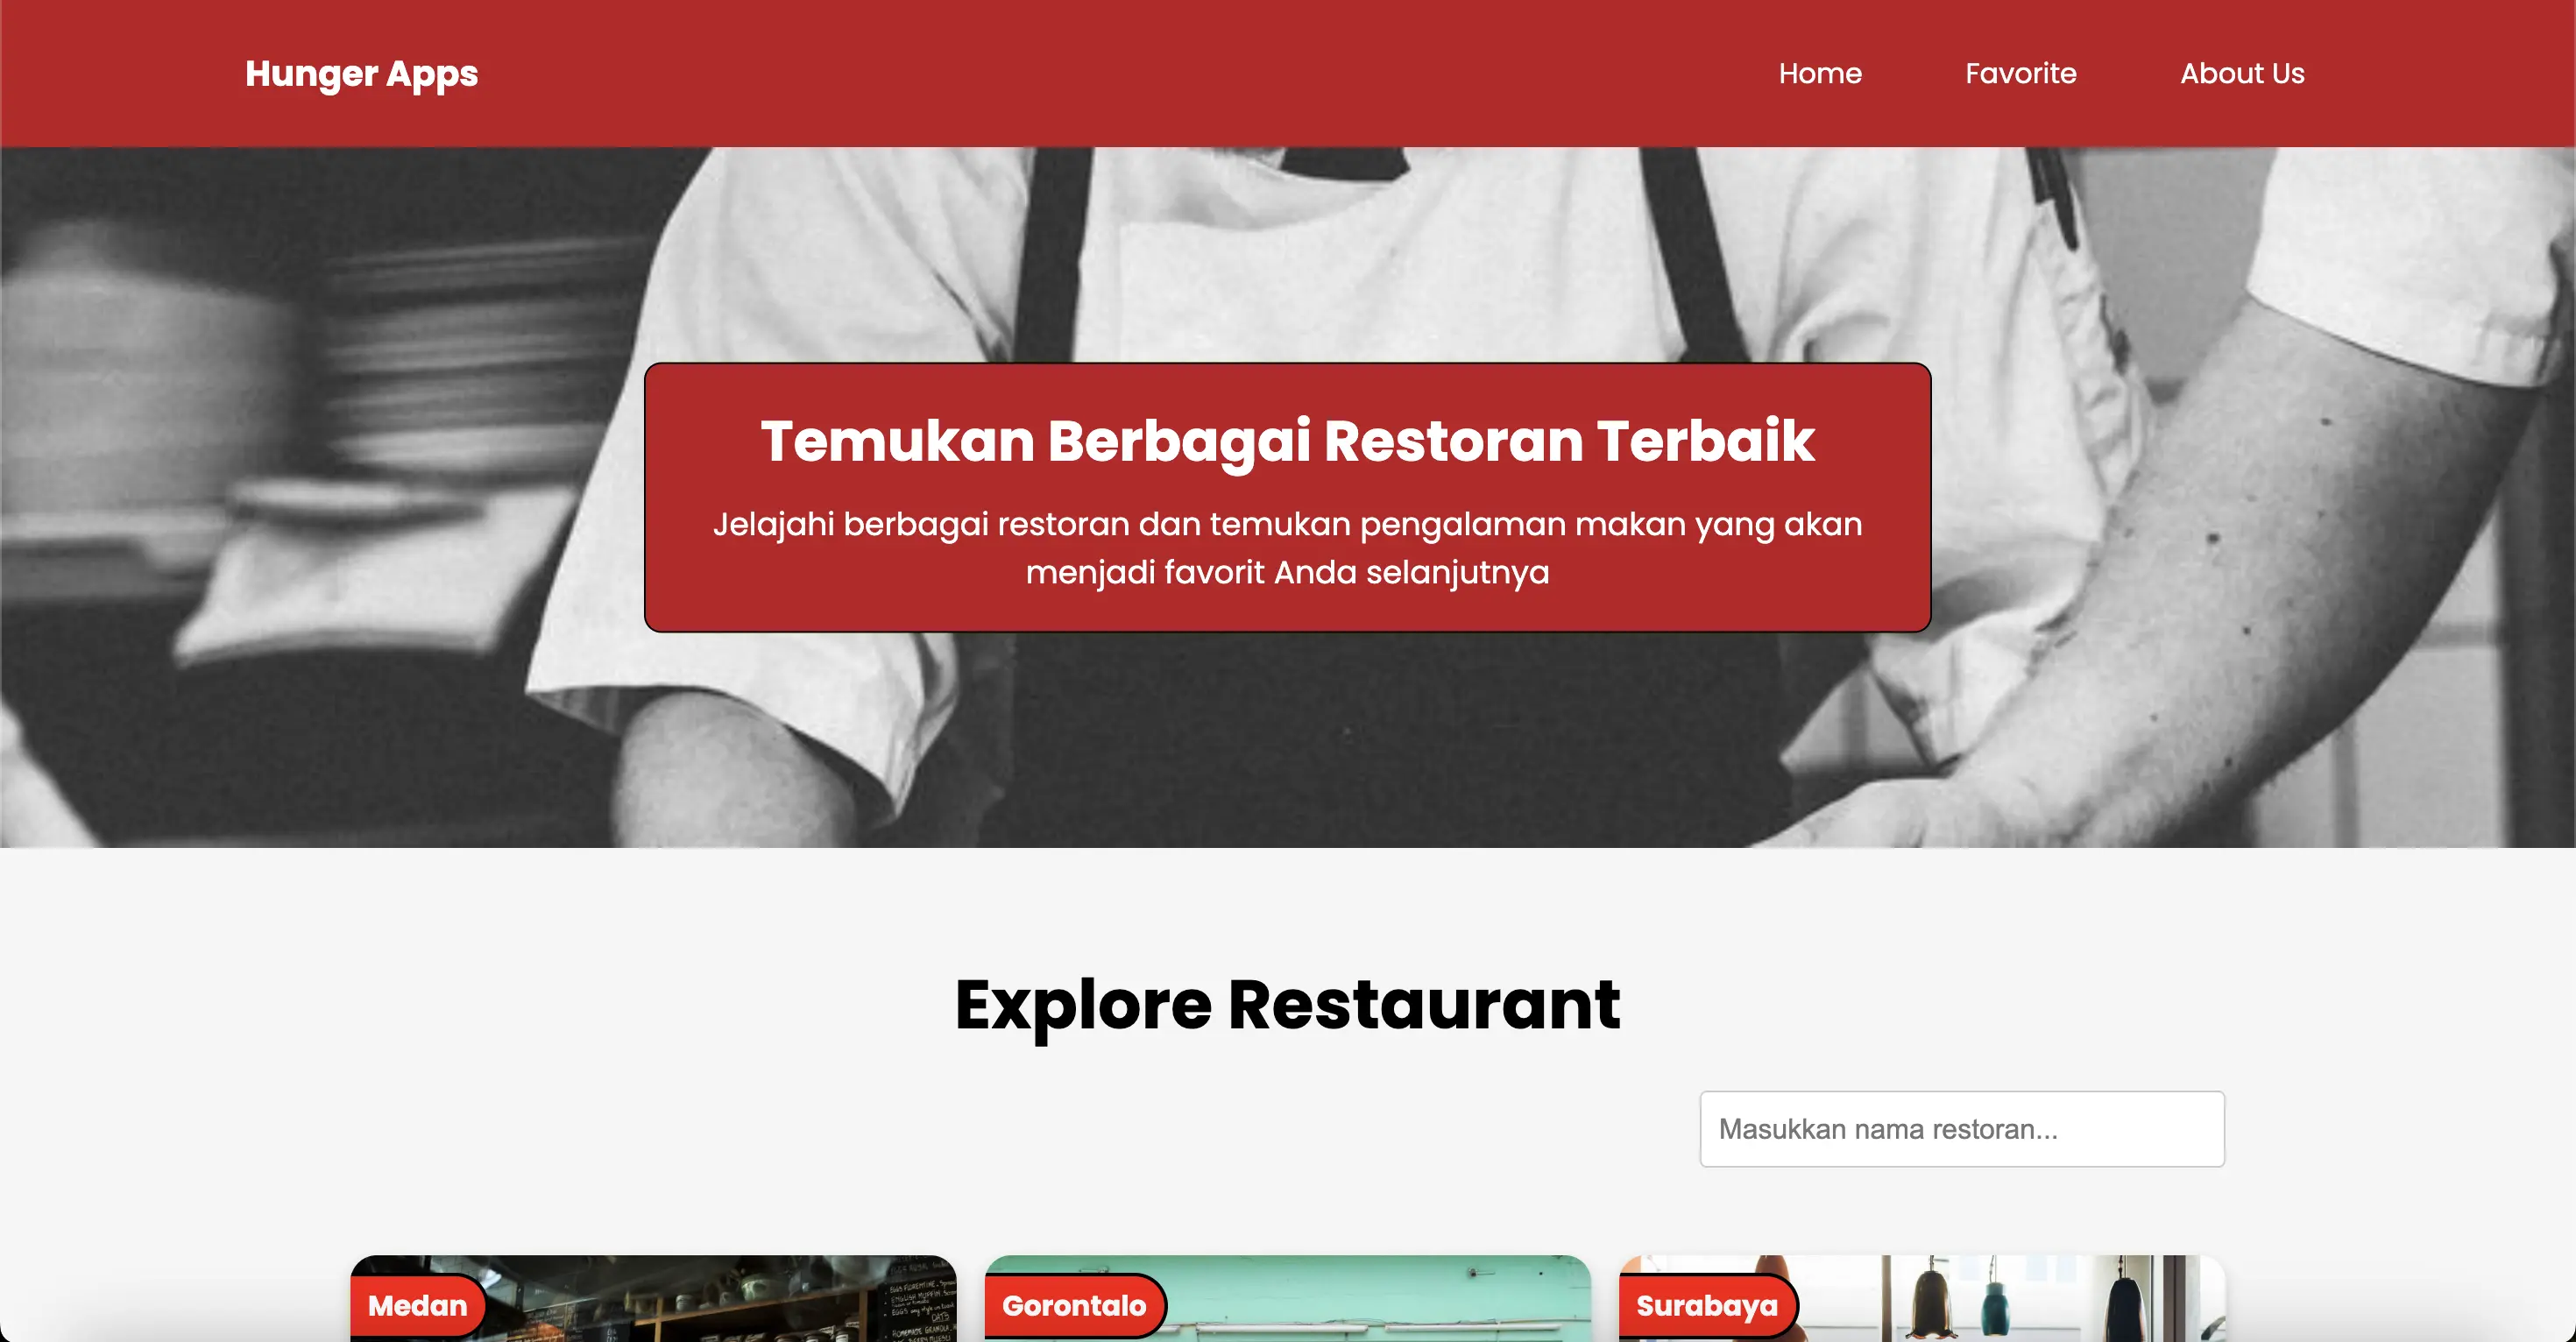 Hunger Apps
Home
Favorite
About Us
Temukan Berbagai Restoran Terbaik
Jelajahi berbagai restoran dan temukan pengalaman makan yang akan
menjadi favorit Anda selanjutnya
Explore Restaurant
Masukkan nama restoran...
Medan
Gorontalo
Surabaya